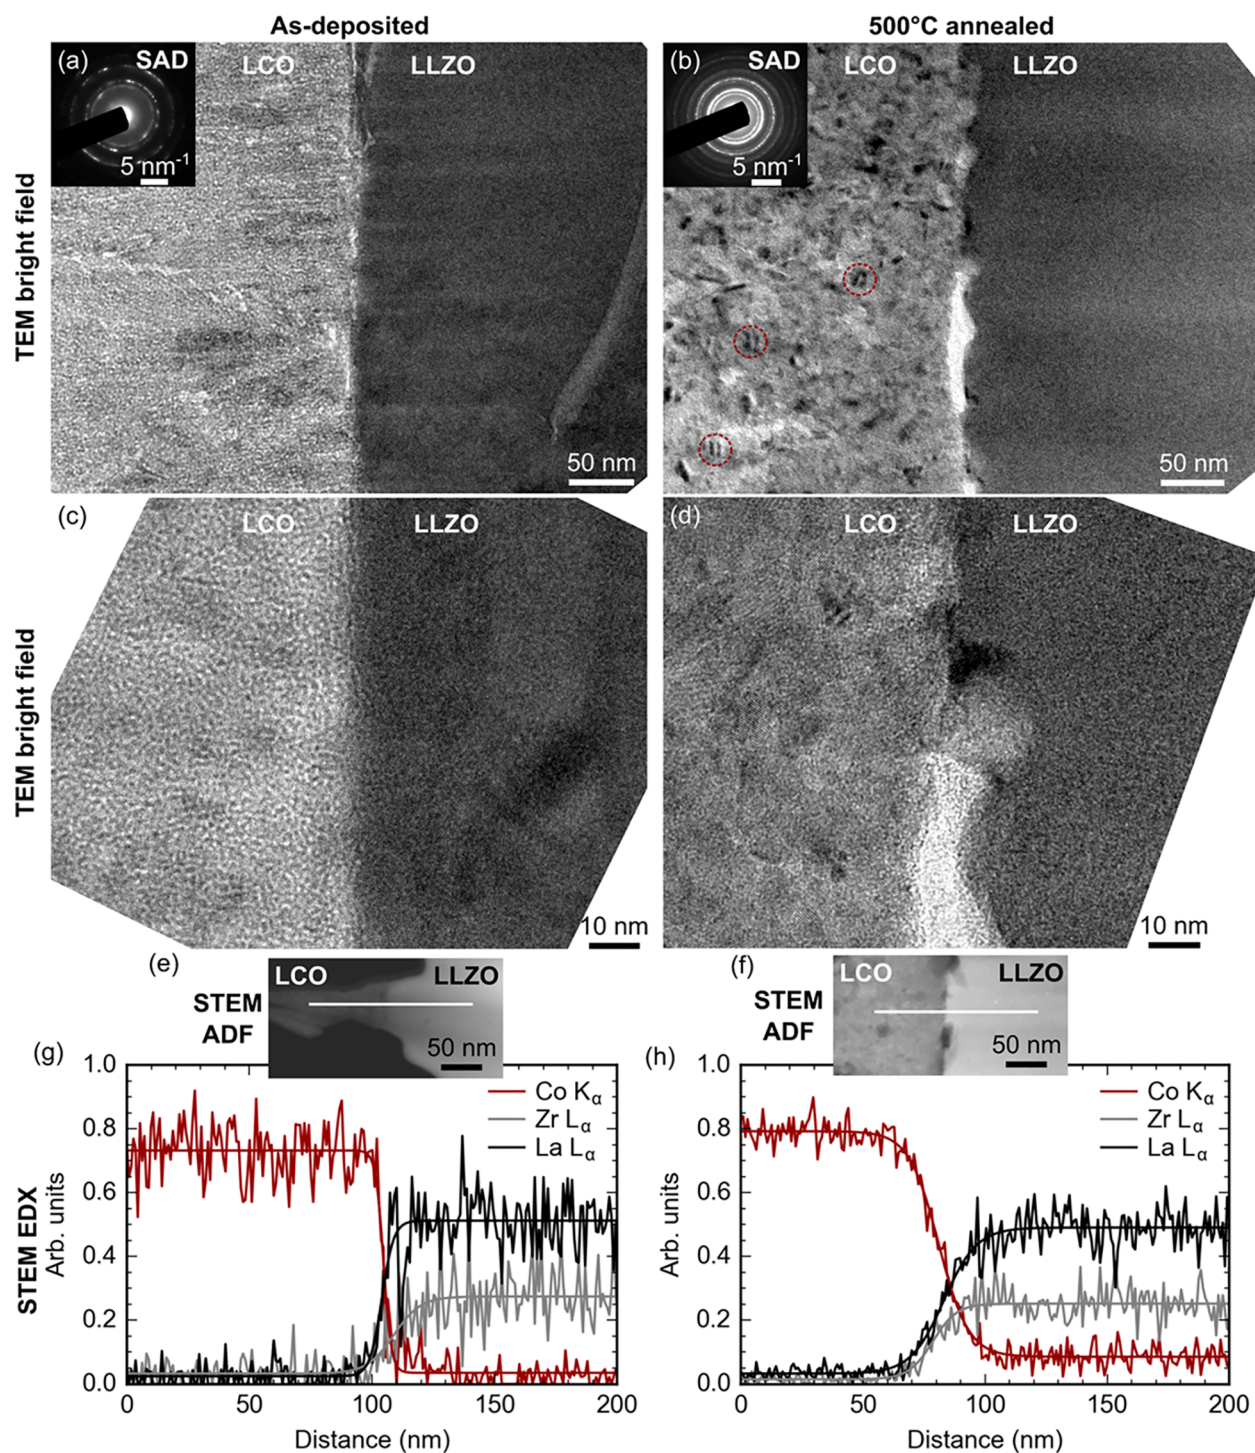 As-deposited
500°C annealed
(a)
SAD
LCO
LLZO
5 nm⁻¹
50 nm
TEM bright field
(b)
SAD
LCO
LLZO
5 nm⁻¹
50 nm
(c)
LCO
LLZO
10 nm
TEM bright field
(d)
LCO
LLZO
10 nm
(e)
STEM
ADF
LCO
LLZO
50 nm
(f)
STEM
ADF
LCO
LLZO
50 nm
(g)
STEM EDX
Arb. units
1.0
0.8
0.6
0.4
0.2
0.0
Co Kα
Zr Lα
La Lα
0 50 100 150 200
Distance (nm)
(h)
Arb. units
1.0
0.8
0.6
0.4
0.2
0.0
Co Kα
Zr Lα
La Lα
0 50 100 150 200
Distance (nm)